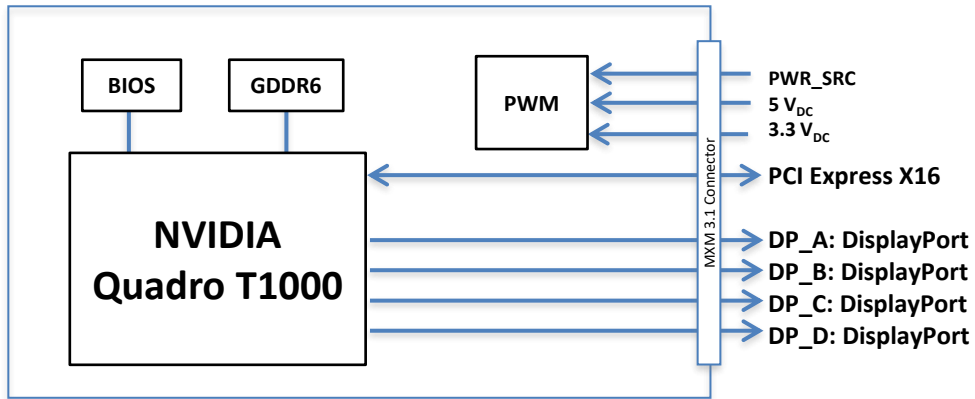 BIOS
GDDR6
PWM
NVIDIA
Quadro T1000
MXM 3.1 Connector
PWR_SRC
5 VDC
3.3 VDC
PCI Express X16
DP_A: DisplayPort
DP_B: DisplayPort
DP_C: DisplayPort
DP_D: DisplayPort